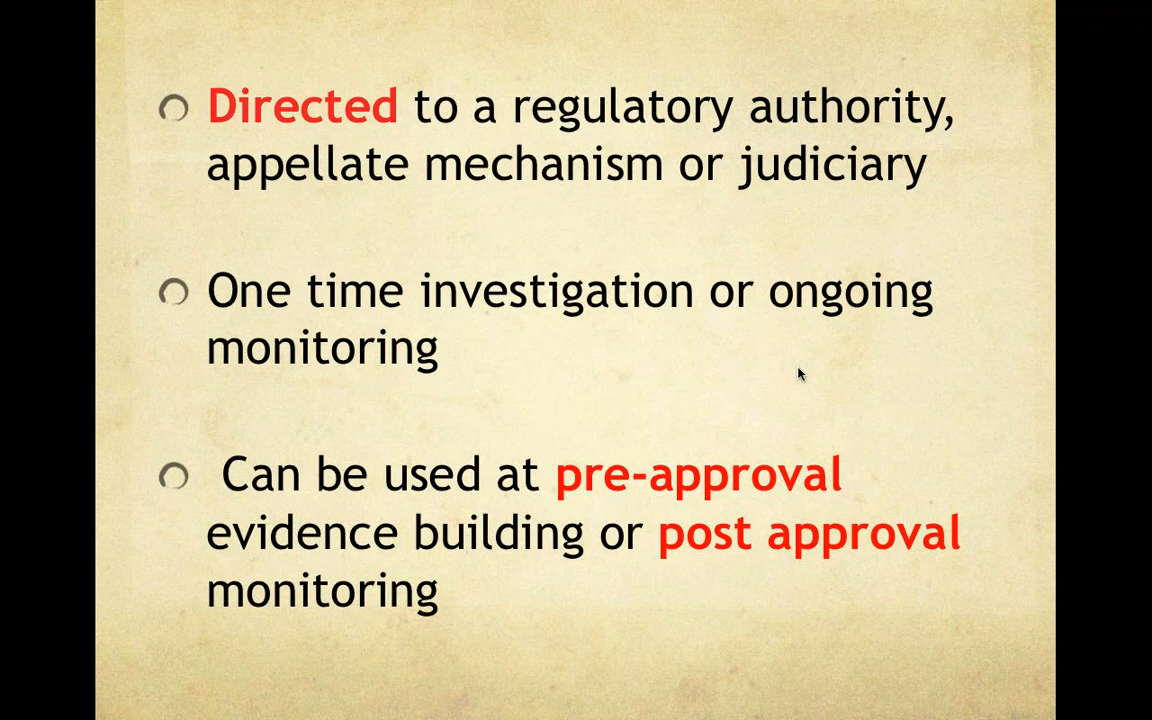 Directed to a regulatory authority,
appellate mechanism or judiciary
One time investigation or ongoing
monitoring
Can be used at pre-approval
evidence building or post approval
monitoring